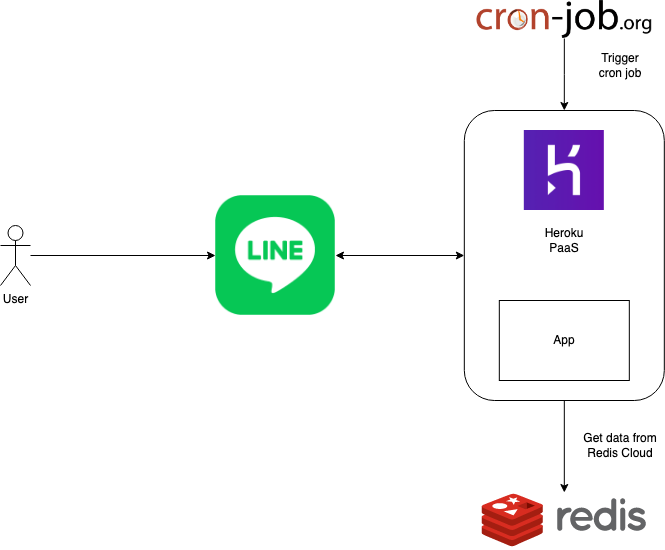 cron-job.org
Trigger
cron job
Heroku
PaaS
LINE
User
App
Get data from
Redis Cloud
redis